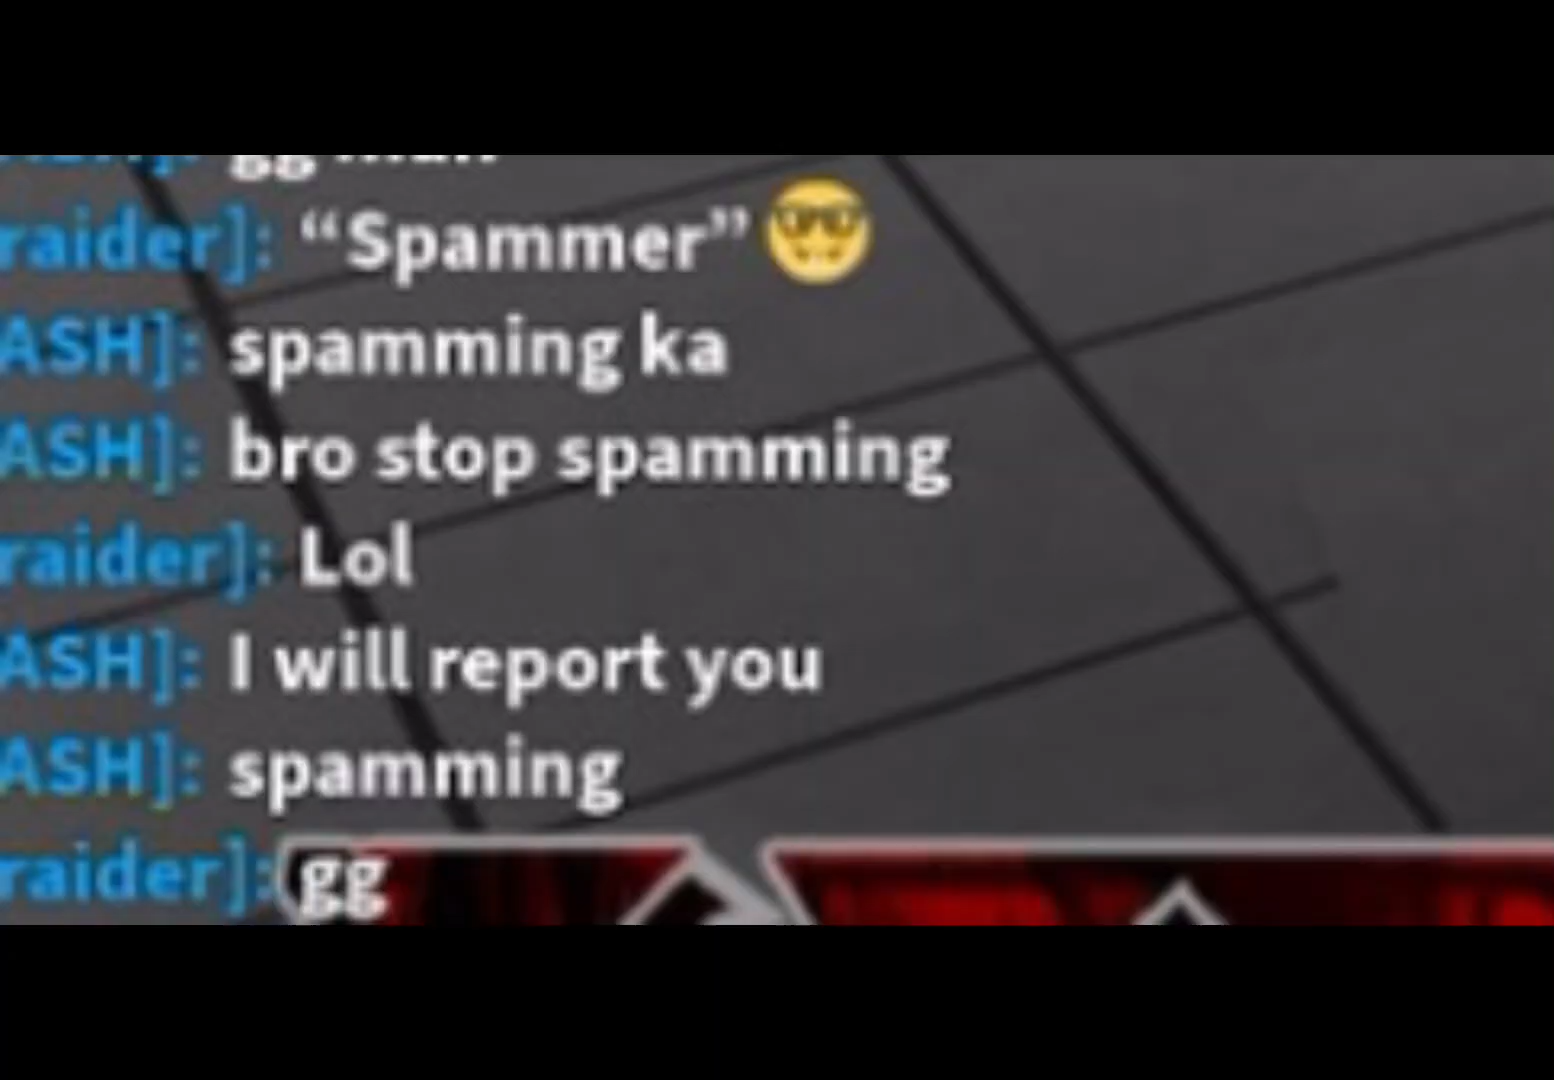 gg
raider]: “Spammer” 🤓
ASH]: spamming ka
ASH]: bro stop spamming
raider]: Lol
ASH]: I will report you
ASH]: spamming
raider]: gg